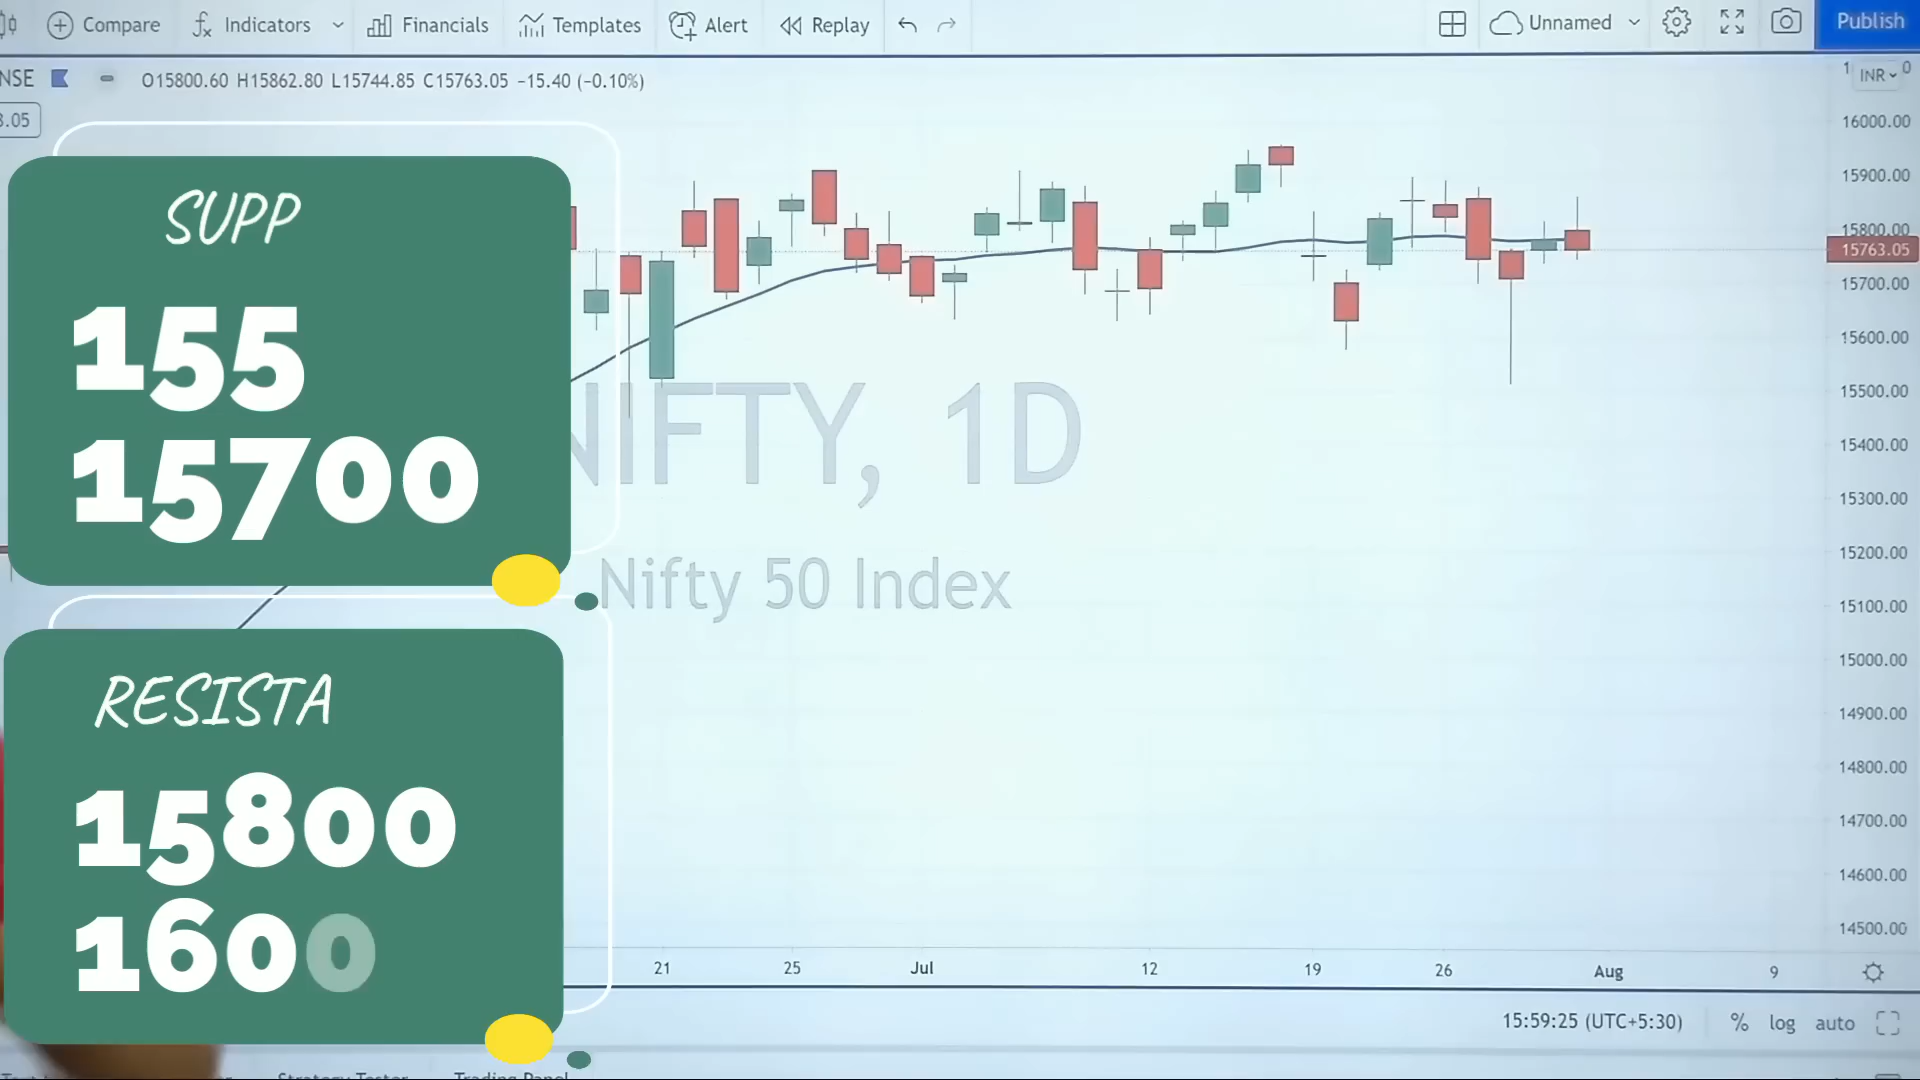 Compare Indicators Financials Templates Alert Replay Unnamed Publish
NSE O15800.60 H15862.80 L15744.85 C15763.05 −15.40 (−0.10%)
INR
3.05
16000.00
15900.00
15800.00
15763.05
15700.00
15600.00
15500.00
15400.00
15300.00
15200.00
15100.00
15000.00
14900.00
14800.00
14700.00
14600.00
14500.00
SUPP
155
15700
RESISTA
15800
1600
NIFTY, 1D
Nifty 50 Index
21 25 Jul 12 19 26 Aug 9
15:59:25 (UTC+5:30) % log auto
Strategy Tester Trading Panel